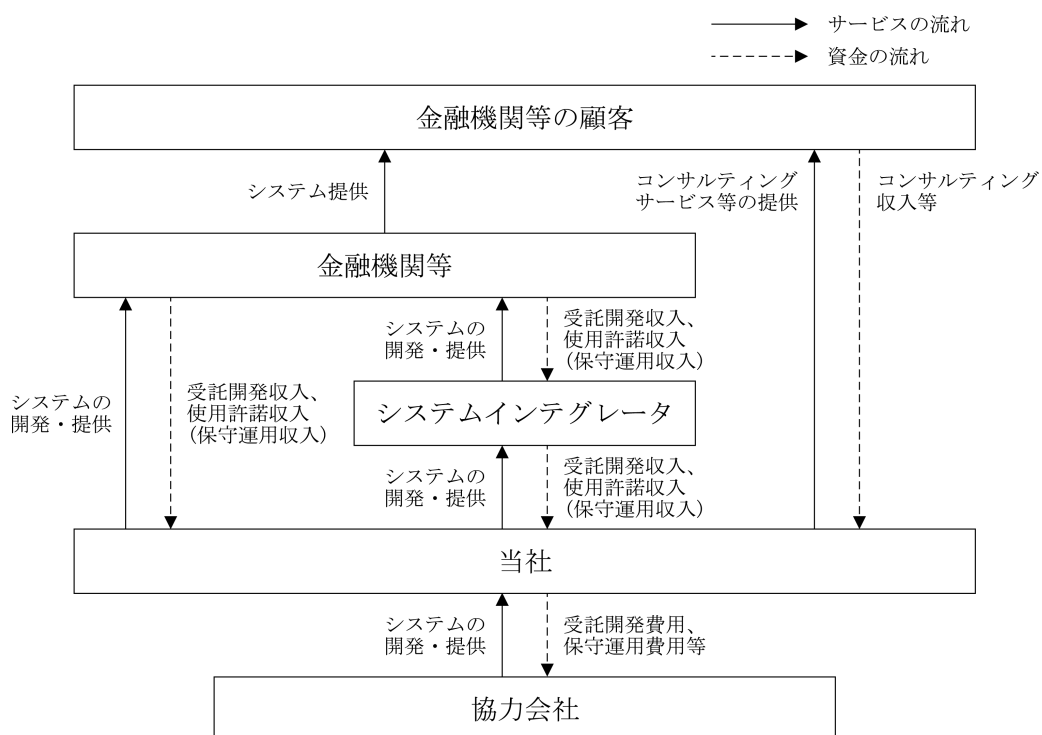 サービスの流れ
資金の流れ
金融機関等の顧客
システム提供
コンサルティング
サービス等の提供
コンサルティング
収入等
金融機関等
システムの
開発・提供
受託開発収入、
使用許諾収入
(保守運用収入)
システムの
開発・提供
受託開発収入、
使用許諾収入
(保守運用収入)
システムインテグレータ
システムの
開発・提供
受託開発収入、
使用許諾収入
(保守運用収入)
当社
システムの
開発・提供
受託開発費用、
保守運用費用等
協力会社